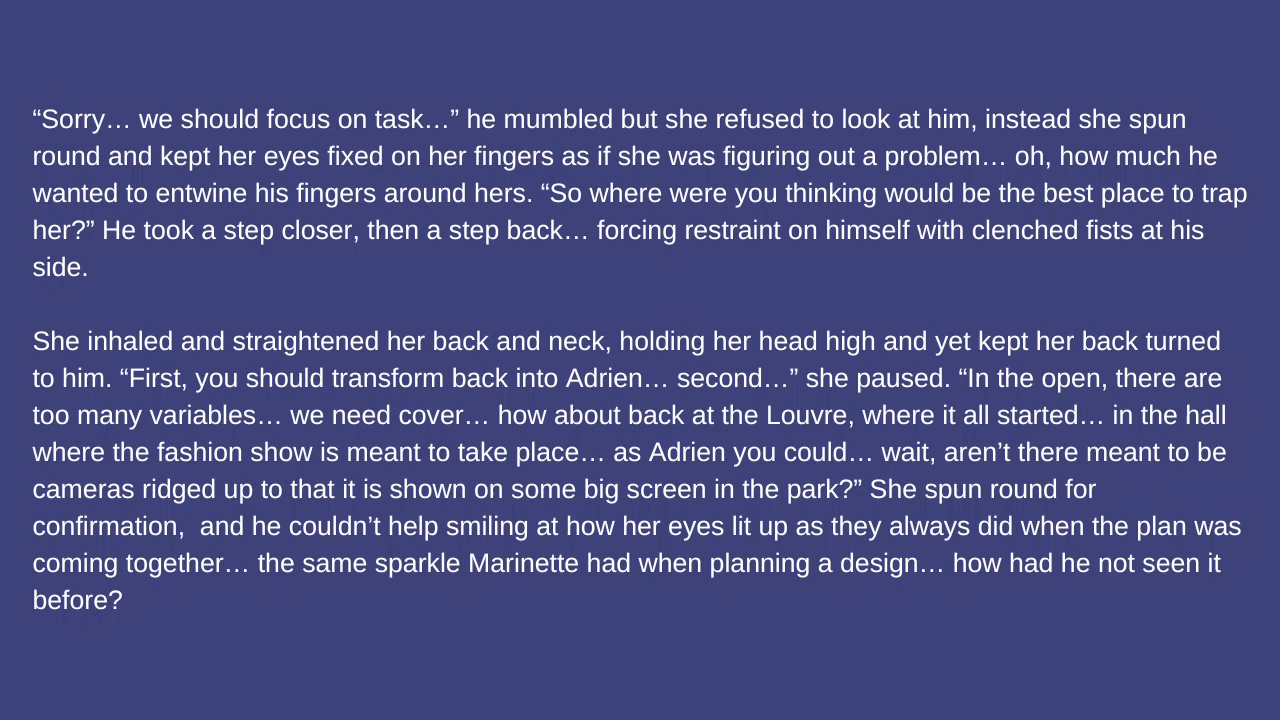 “Sorry… we should focus on task…” he mumbled but she refused to look at him, instead she spun
round and kept her eyes fixed on her fingers as if she was figuring out a problem… oh, how much he
wanted to entwine his fingers around hers. “So where were you thinking would be the best place to trap
her?” He took a step closer, then a step back… forcing restraint on himself with clenched fists at his
side.
She inhaled and straightened her back and neck, holding her head high and yet kept her back turned
to him. “First, you should transform back into Adrien… second…” she paused. “In the open, there are
too many variables… we need cover… how about back at the Louvre, where it all started… in the hall
where the fashion show is meant to take place… as Adrien you could… wait, aren’t there meant to be
cameras ridged up to that it is shown on some big screen in the park?” She spun round for
confirmation,  and he couldn’t help smiling at how her eyes lit up as they always did when the plan was
coming together… the same sparkle Marinette had when planning a design… how had he not seen it
before?